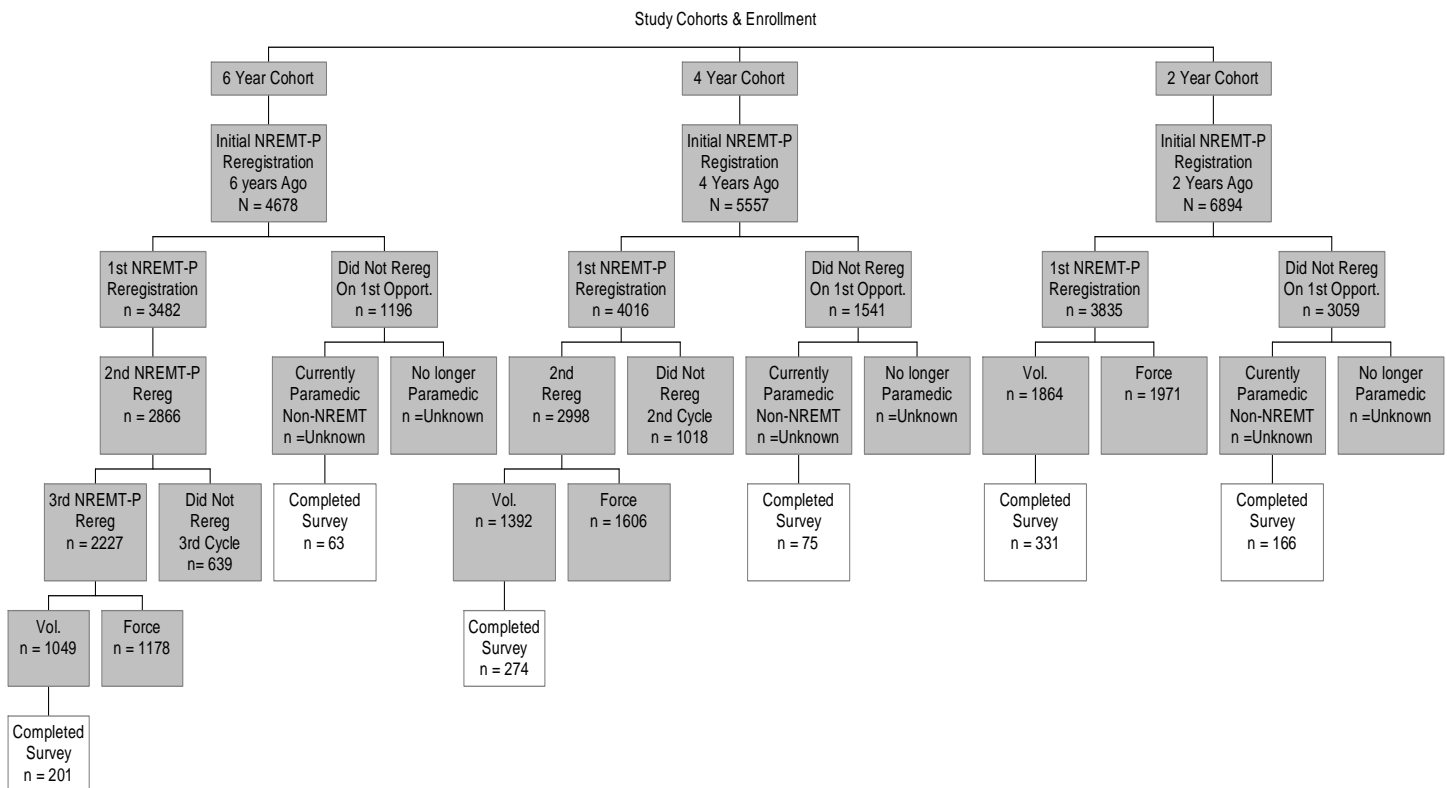 Study Cohorts & Enrollment
6 Year Cohort
4 Year Cohort
2 Year Cohort
Initial NREMT-P
Reregistration
6 years Ago
N = 4678
Initial NREMT-P
Registration
4 Years Ago
N = 5557
Initial NREMT-P
Registration
2 Years Ago
N = 6894
1st NREMT-P
Reregistration
n = 3482
Did Not Rereg
On 1st Opport.
n = 1196
1st NREMT-P
Reregistration
n = 4016
Did Not Rereg
On 1st Opport.
n = 1541
1st NREMT-P
Reregistration
n = 3835
Did Not Rereg
On 1st Opport.
n = 3059
2nd NREMT-P
Rereg
n = 2866
Currently
Paramedic
Non-NREMT
n =Unknown
No longer
Paramedic
n =Unknown
2nd
Rereg
n = 2998
Did Not
Rereg
2nd Cycle
n = 1018
Currently
Paramedic
Non-NREMT
n =Unknown
No longer
Paramedic
n =Unknown
Vol.
n = 1864
Force
n = 1971
Curently
Paramedic
Non-NREMT
n =Unknown
No longer
Paramedic
n =Unknown
3rd NREMT-P
Rereg
n = 2227
Did Not
Rereg
3rd Cycle
n= 639
Completed
Survey
n = 63
Vol.
n = 1392
Force
n = 1606
Completed
Survey
n = 75
Completed
Survey
n = 331
Completed
Survey
n = 166
Vol.
n = 1049
Force
n = 1178
Completed
Survey
n = 274
Completed
Survey
n = 201